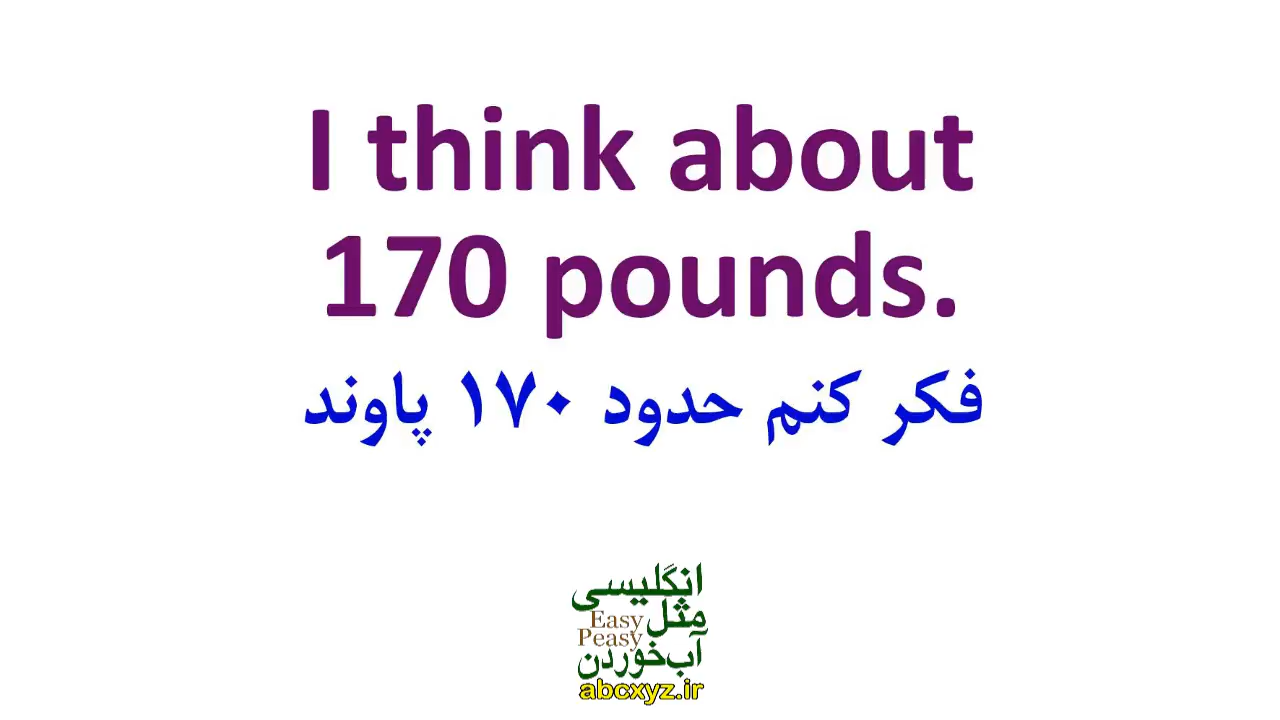 I think about
170 pounds.
فکر کنم حدود ۱۷۰ پاوند
انگلیسی
مثل
Easy
Peasy
آب‌خوردن
abcxyz.ir